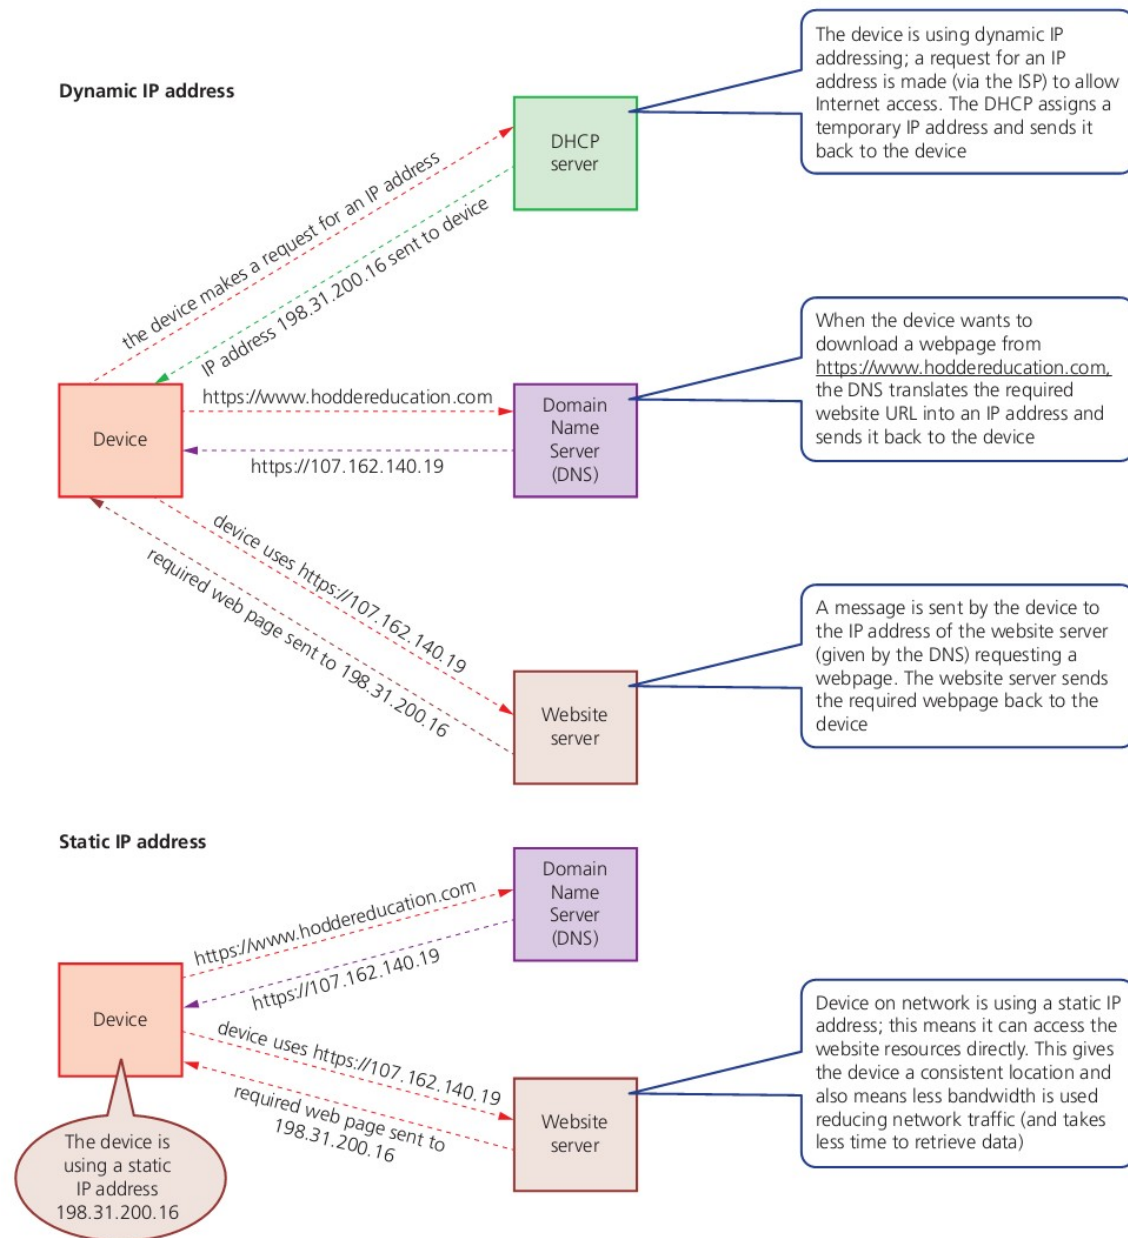 Dynamic IP address
The device is using dynamic IP
addressing; a request for an IP
address is made (via the ISP) to allow
Internet access. The DHCP assigns a
temporary IP address and sends it
back to the device
DHCP
server
the device makes a request for an IP address
IP address 198.31.200.16 sent to device
When the device wants to
download a webpage from
https://www.hoddereducation.com,
the DNS translates the required
website URL into an IP address and
sends it back to the device
https://www.hoddereducation.com
Device
Domain
Name
Server
(DNS)
https://107.162.140.19
device uses https://107.162.140.19
required web page sent to 198.31.200.16
A message is sent by the device to
the IP address of the website server
(given by the DNS) requesting a
webpage. The website server sends
the required webpage back to the
device
Website
server
Static IP address
Domain
Name
Server
(DNS)
https://www.hoddereducation.com
https://107.162.140.19
Device
device uses https://107.162.140.19
required web page sent to
198.31.200.16
Website
server
Device on network is using a static IP
address; this means it can access the
website resources directly. This gives
the device a consistent location and
also means less bandwidth is used
reducing network traffic (and takes
less time to retrieve data)
The device is
using a static
IP address
198.31.200.16